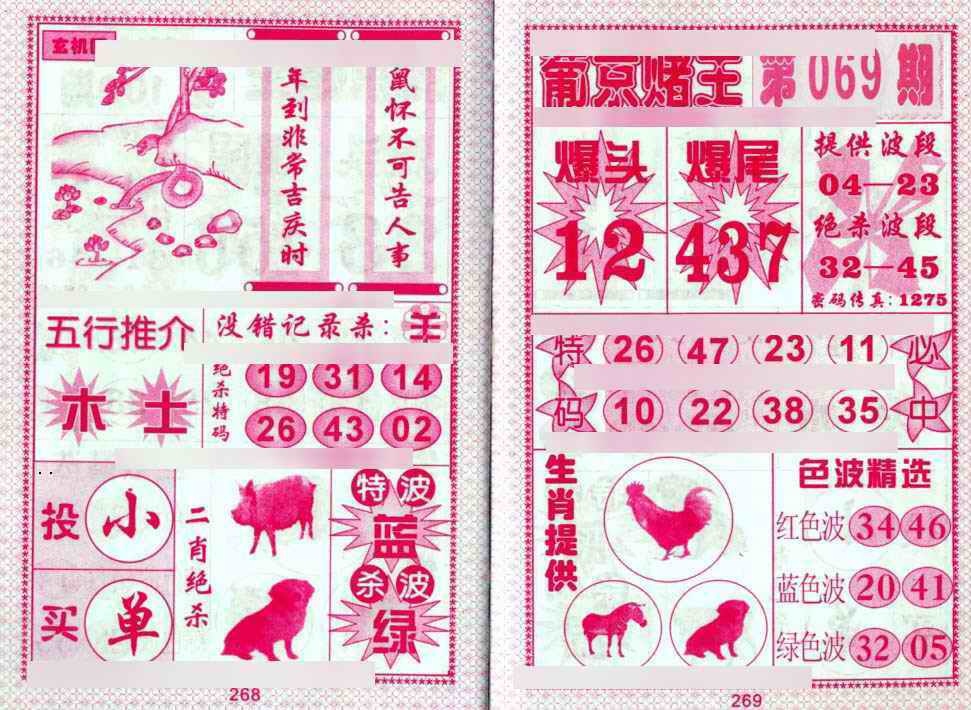 玄机
鼠怀不可告人事
年到非常吉庆时
五行推介
木 土
没错记录杀：羊
绝杀特码
19 31 14
26 43 02
投 小
买 单
二肖绝杀
特波
蓝
杀波
绿
268
葡京赌王 第069期
爆头
12
爆尾
437
提供波段
04—23
绝杀波段
32—45
密码传真：1275
特 (26) (47) (23) (11) 必
码 10 22 38 35 中
生肖提供
色波精选
红色波 34 46
蓝色波 20 41
绿色波 32 05
269